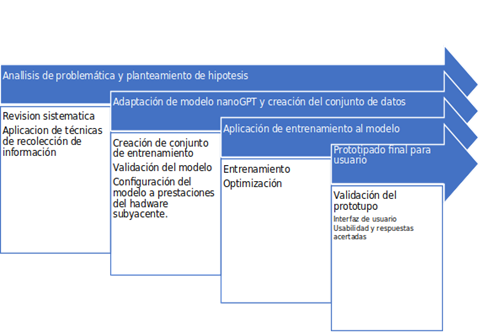 Anallisis de problemática y planteamiento de hipotesis
Revision sistematica
Aplicacion de técnicas
de recolección de
información
Adaptación de modelo nanoGPT y creación del conjunto de datos
Creación de conjunto
de entrenamiento
Validación del modelo
Configuración del
modelo a prestaciones
del hadware
subyacente.
Aplicación de entrenamiento al modelo
Entrenamiento
Optimización
Prototipado final para
usuario
Validación del
prototupo
Interfaz de usuario
Usabilidad y respuestas
acertadas